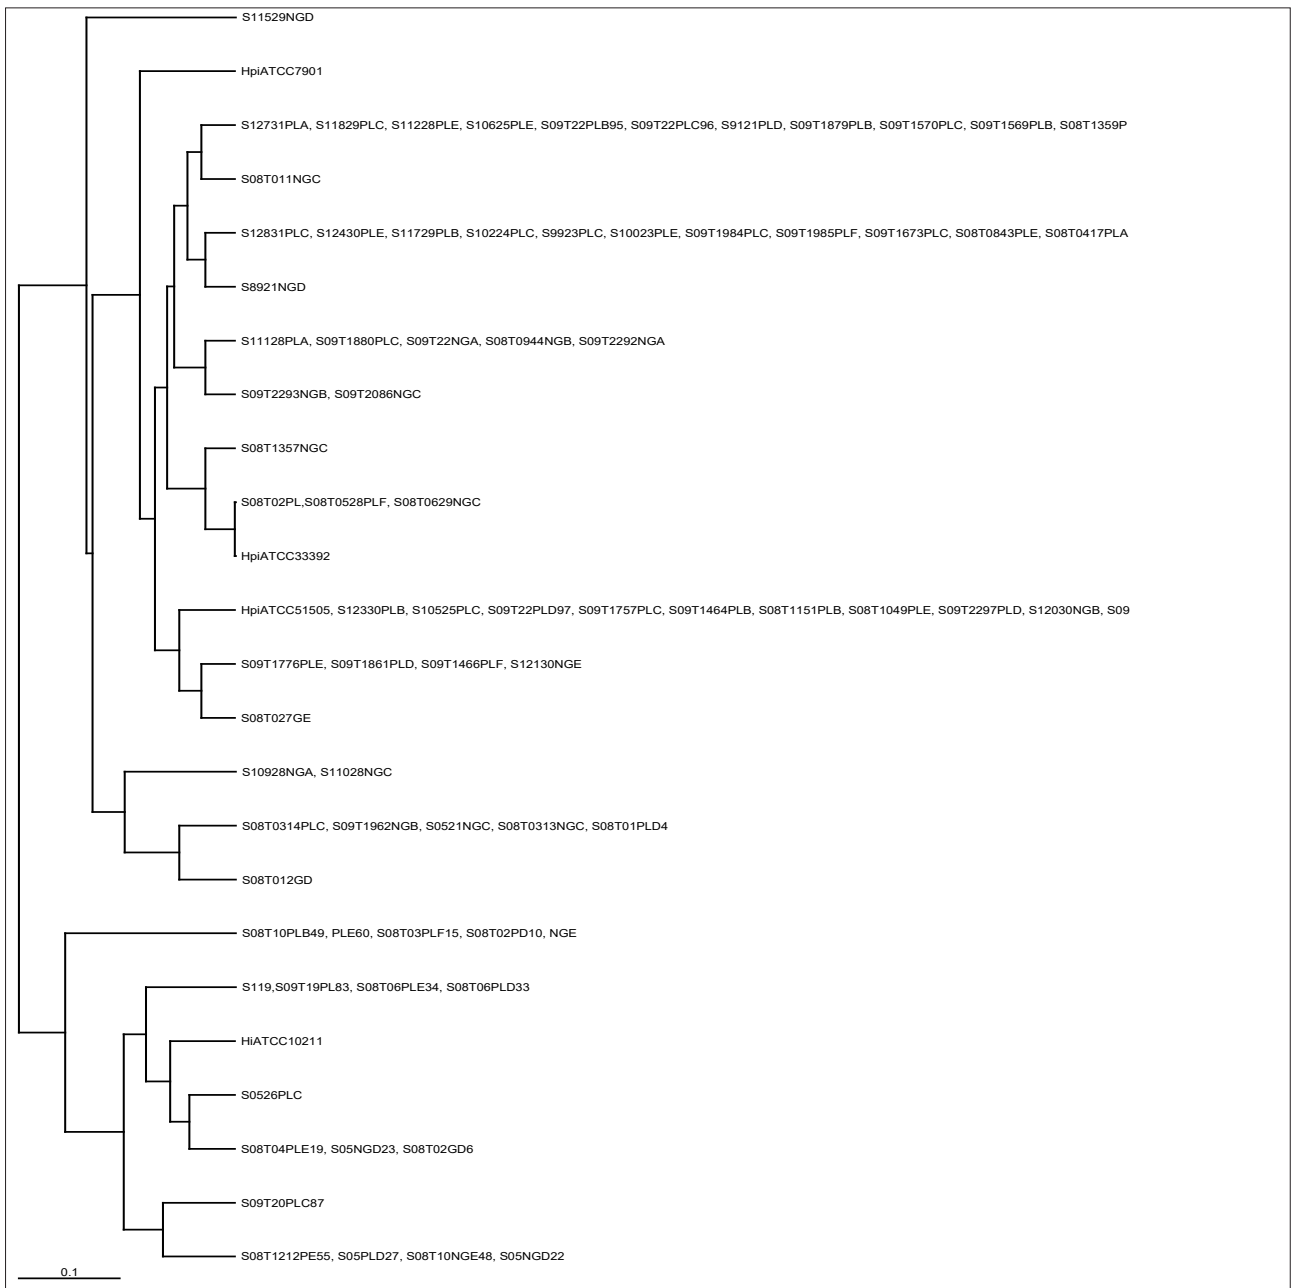 S11529NGD
HpiATCC7901
S12731PLA, S11829PLC, S11228PLE, S10625PLE, S09T22PLB95, S09T22PLC96, S9121PLD, S09T1879PLB, S09T1570PLC, S09T1569PLB, S08T1359P
S08T011NGC
S12831PLC, S12430PLE, S11729PLB, S10224PLC, S9923PLC, S10023PLE, S09T1984PLC, S09T1985PLF, S09T1673PLC, S08T0843PLE, S08T0417PLA
S8921NGD
S11128PLA, S09T1880PLC, S09T22NGA, S08T0944NGB, S09T2292NGA
S09T2293NGB, S09T2086NGC
S08T1357NGC
S08T02PL,S08T0528PLF, S08T0629NGC
HpiATCC33392
HpiATCC51505, S12330PLB, S10525PLC, S09T22PLD97, S09T1757PLC, S09T1464PLB, S08T1151PLB, S08T1049PLE, S09T2297PLD, S12030NGB, S09
S09T1776PLE, S09T1861PLD, S09T1466PLF, S12130NGE
S08T027GE
S10928NGA, S11028NGC
S08T0314PLC, S09T1962NGB, S0521NGC, S08T0313NGC, S08T01PLD4
S08T012GD
S08T10PLB49, PLE60, S08T03PLF15, S08T02PD10, NGE
S119,S09T19PL83, S08T06PLE34, S08T06PLD33
HiATCC10211
S0526PLC
S08T04PLE19, S05NGD23, S08T02GD6
S09T20PLC87
S08T1212PE55, S05PLD27, S08T10NGE48, S05NGD22
0.1